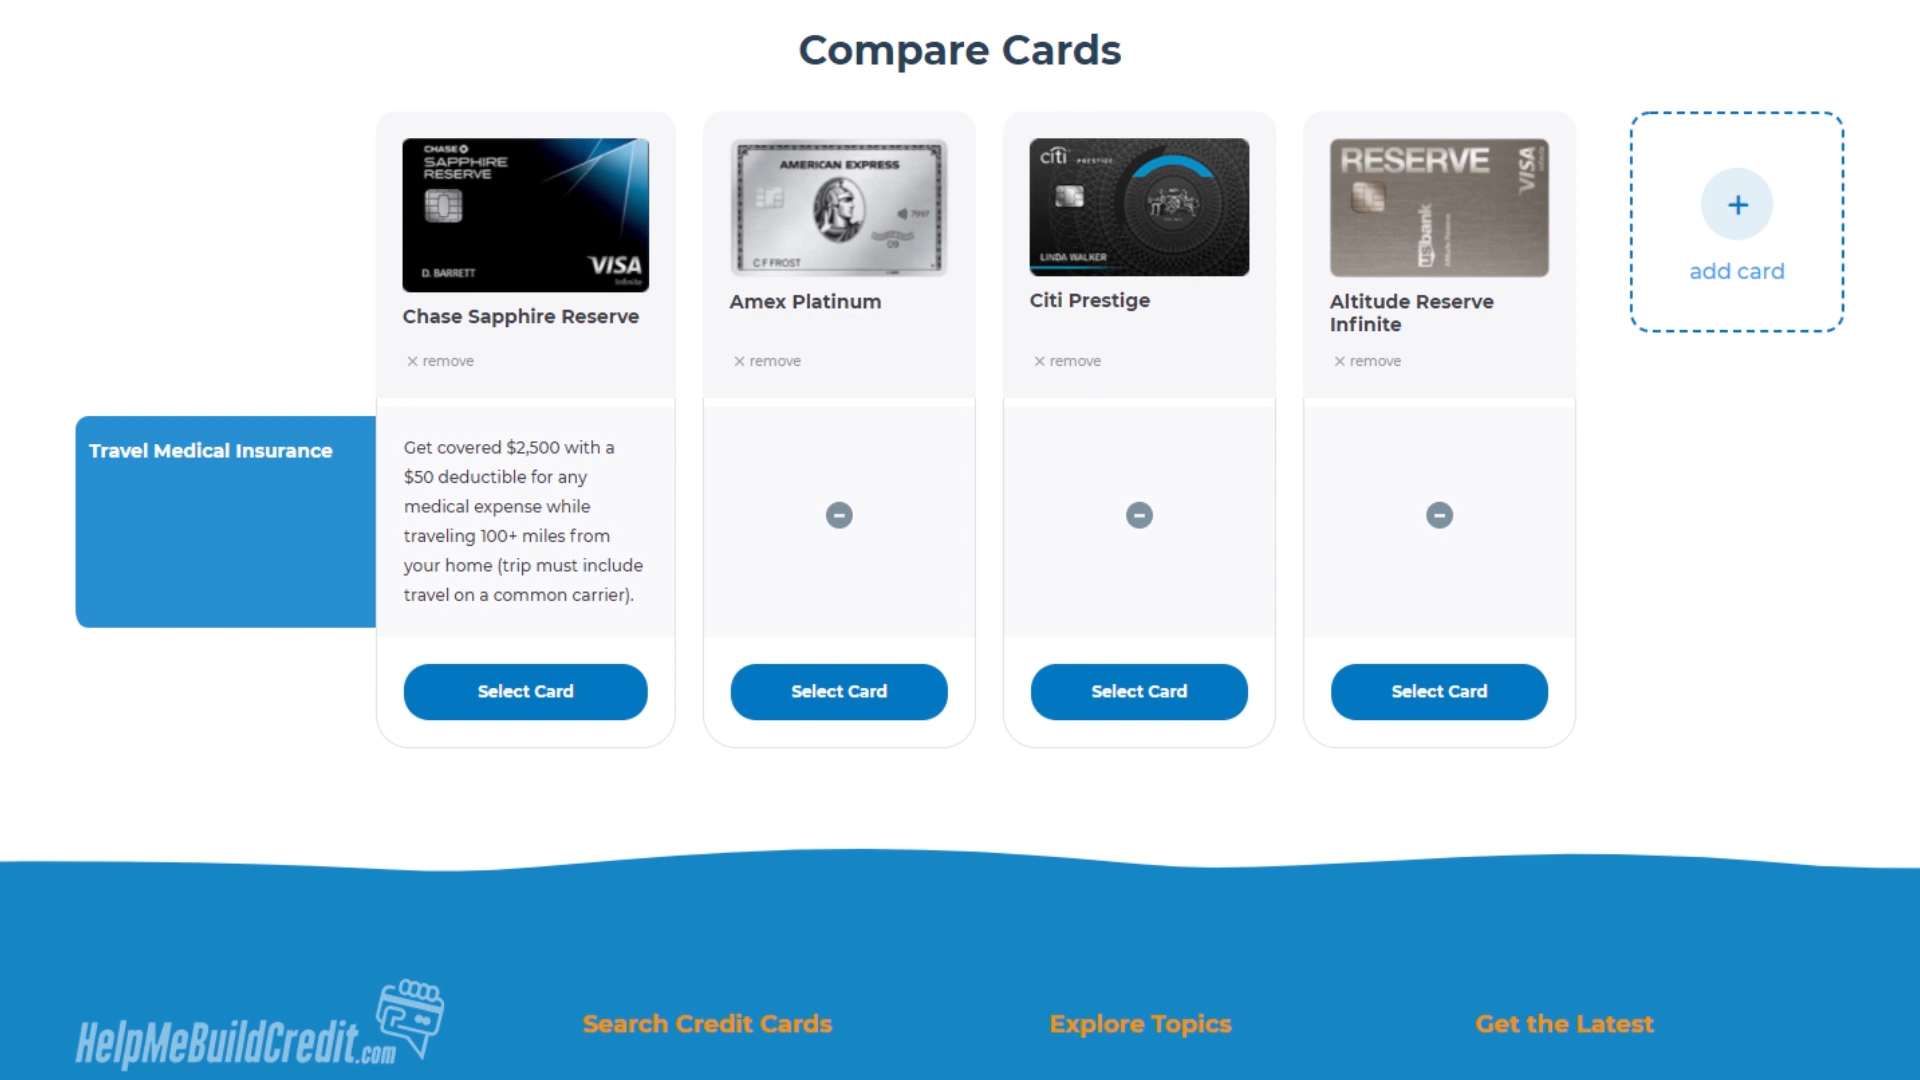 Compare Cards
CHASE
SAPPHIRE
RESERVE
D. BARRETT
VISA
Infinite
Chase Sapphire Reserve
× remove
AMERICAN EXPRESS
7997
09
C F FROST
Amex Platinum
× remove
citi PRESTIGE
LINDA WALKER
Citi Prestige
× remove
RESERVE
VISA
usbank
Altitude Reserve
Infinite
× remove
+
add card
Travel Medical Insurance
Get covered $2,500 with a
$50 deductible for any
medical expense while
traveling 100+ miles from
your home (trip must include
travel on a common carrier).
Select Card
Select Card
Select Card
Select Card
HelpMeBuildCredit.com
Search Credit Cards
Explore Topics
Get the Latest